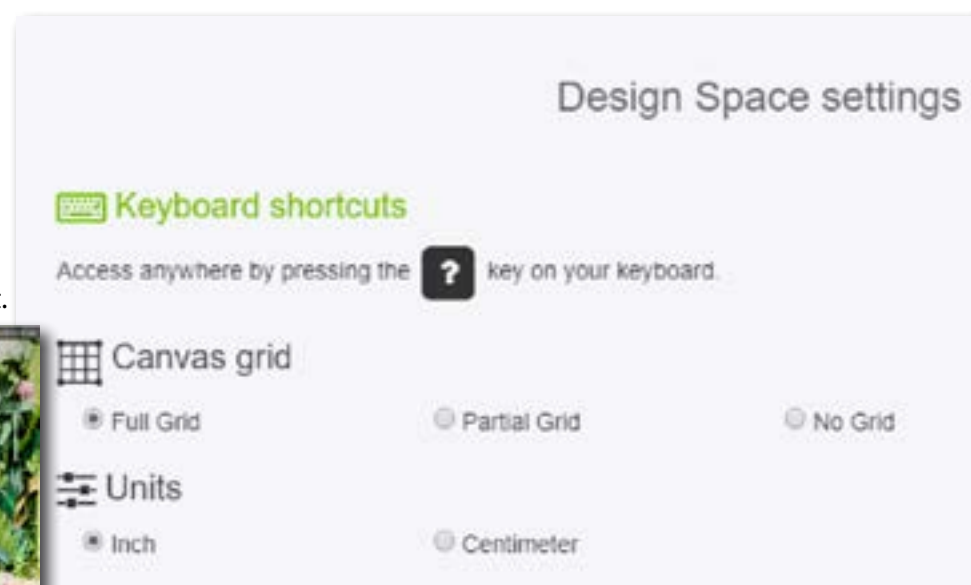 Design Space settings
Keyboard shortcuts
Access anywhere by pressing the ? key on your keyboard.
Canvas grid
Full Grid Partial Grid No Grid
Units
Inch Centimeter